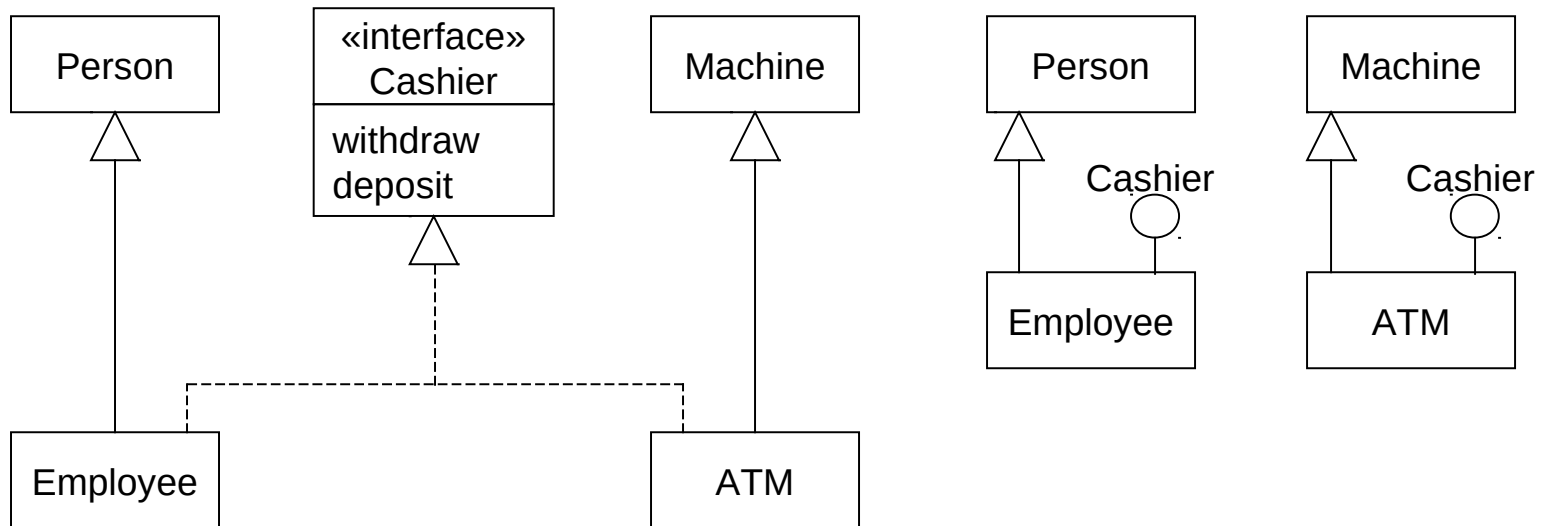 Person
«interface»
Cashier
withdraw
deposit
Machine
Employee
ATM
Person
Cashier
Employee
Machine
Cashier
ATM